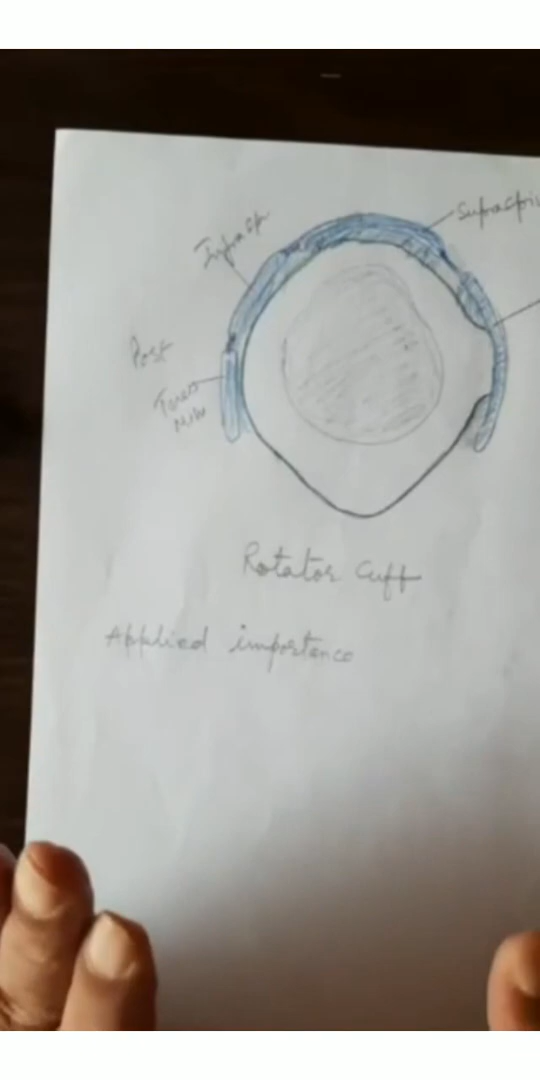 Supraspi
Infrasp
Post
Teres
Rotator Cuff
Applied importance